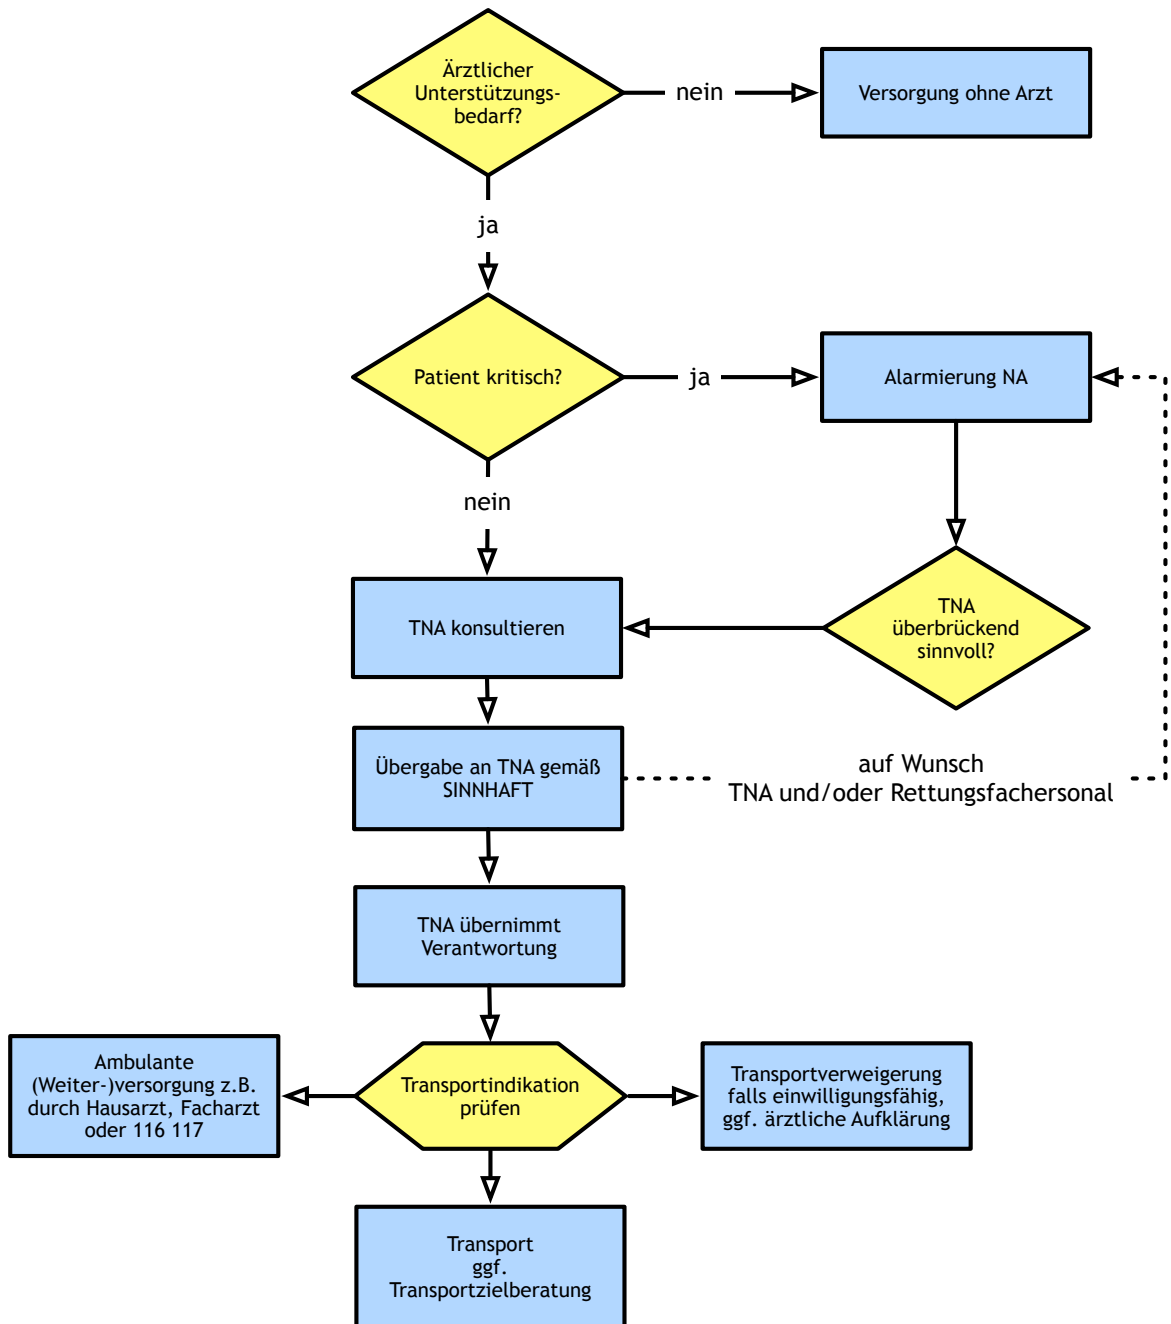 Ärztlicher
Unterstützungs-
bedarf?
nein
Versorgung ohne Arzt
ja
Patient kritisch?
ja
Alarmierung NA
nein
TNA
überbrückend
sinnvoll?
TNA konsultieren
Übergabe an TNA gemäß
SINNHAFT
auf Wunsch
TNA und/oder Rettungsfachersonal
TNA übernimmt
Verantwortung
Ambulante
(Weiter-)versorgung z.B.
durch Hausarzt, Facharzt
oder 116 117
Transportindikation
prüfen
Transportverweigerung
falls einwilligungsfähig,
ggf. ärztliche Aufklärung
Transport
ggf.
Transportzielberatung